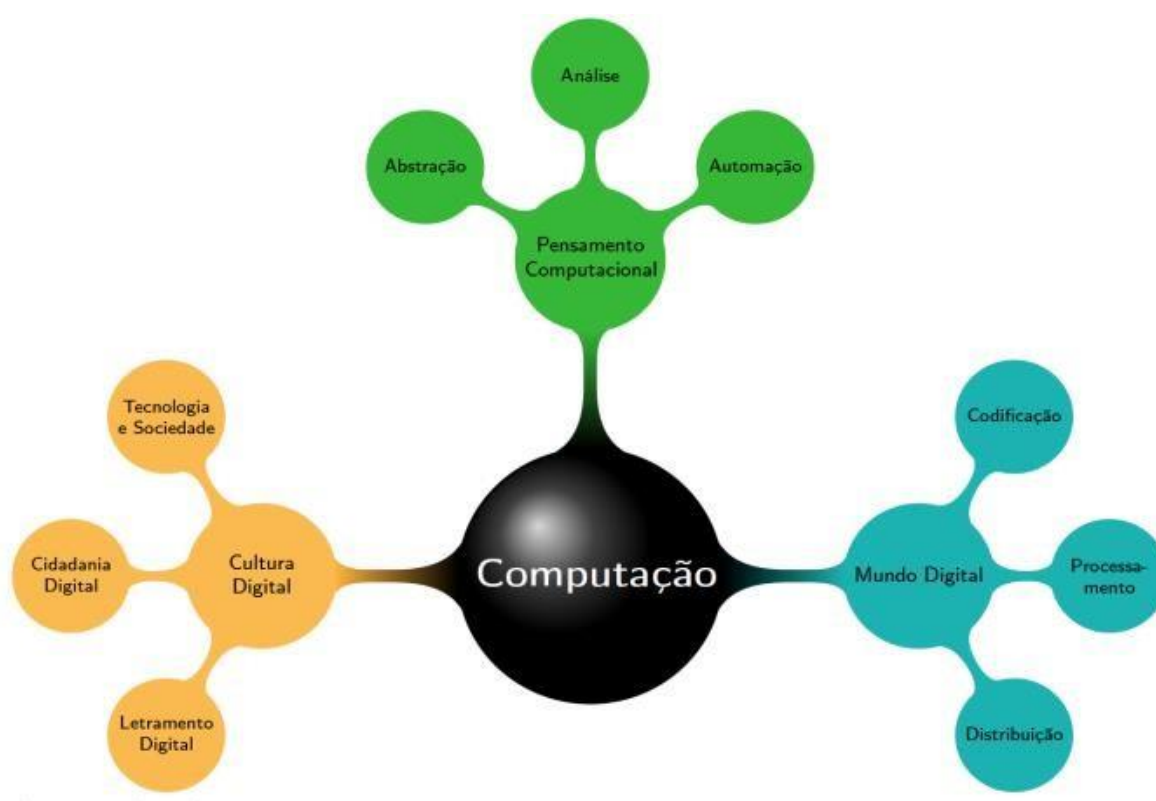 Análise
Abstração
Automação
Pensamento
Computacional
Tecnologia
e Sociedade
Cidadania
Digital
Letramento
Digital
Cultura
Digital
Computação
Mundo Digital
Codificação
Processa-
mento
Distribuição